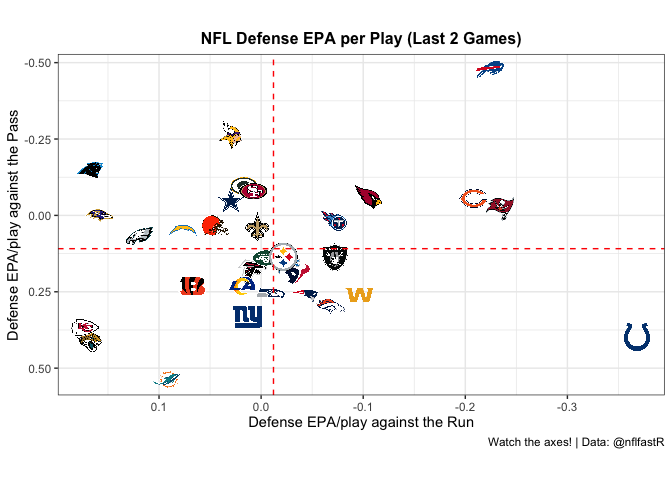 NFL Defense EPA per Play (Last 2 Games)
Defense EPA/play against the Pass
-0.50
-0.25
0.00
0.25
0.50
0.1
0.0
-0.1
-0.2
-0.3
Defense EPA/play against the Run
Watch the axes! | Data: @nflfastR
ny
W